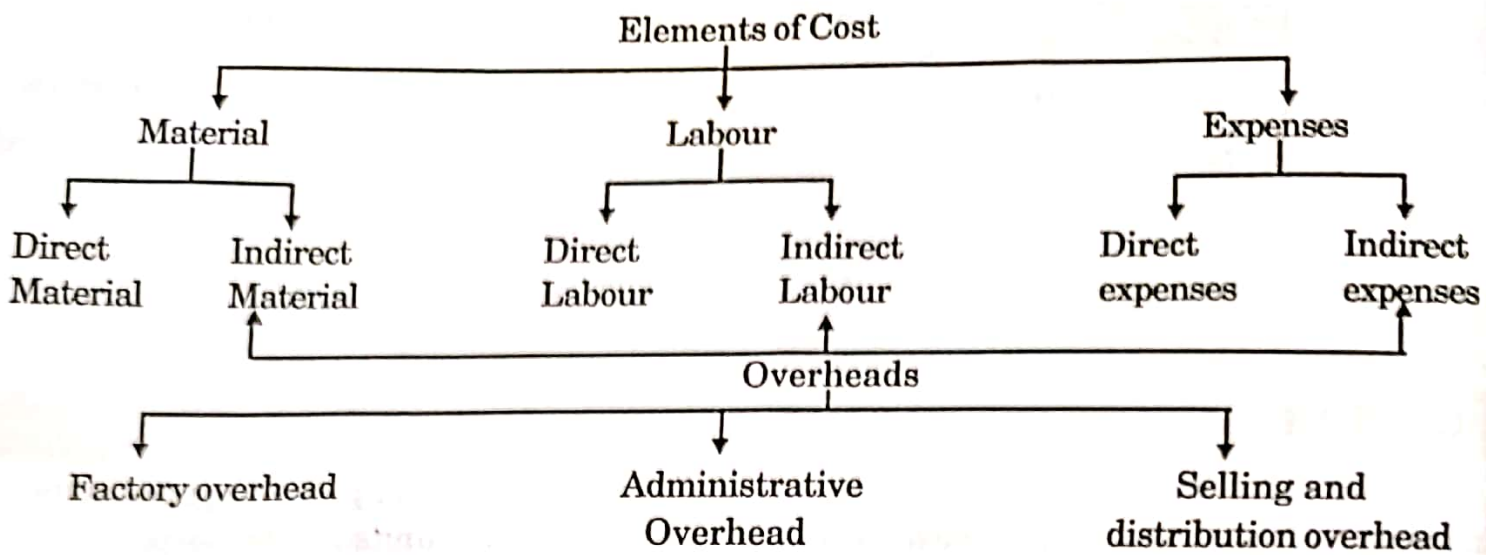 Elements of Cost
Material Labour Expenses
Direct Material
Indirect Material
Direct Labour
Indirect Labour
Direct expenses
Indirect expenses
Overheads
Factory overhead
Administrative Overhead
Selling and distribution overhead